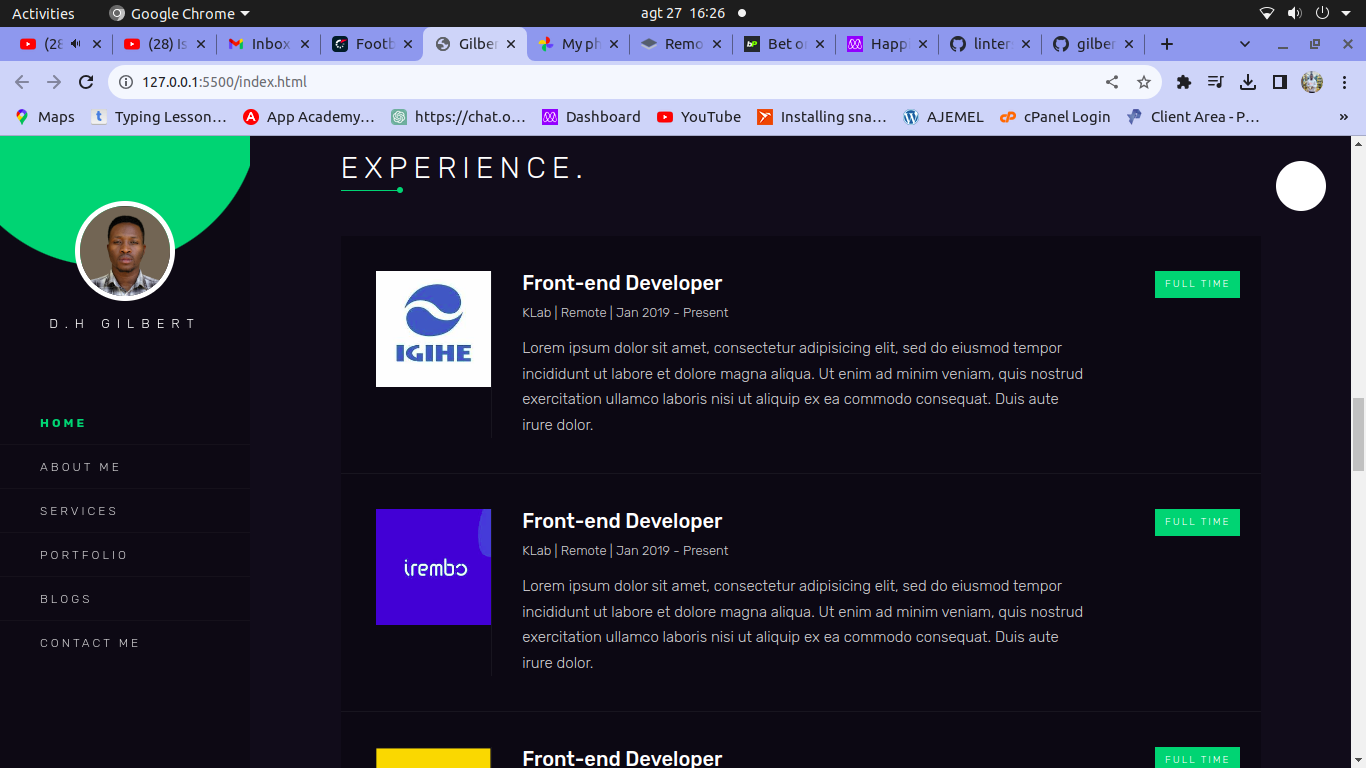 Activities
Google Chrome
agt 27 16:26
(28
(28) Is
Inbox
Footb
Gilber
My ph
Remo
Bet on
Happ
linter
gilber
127.0.0.1:5500/index.html
Maps
Typing Lesson…
App Academy…
https://chat.o…
Dashboard
YouTube
Installing sna…
AJEMEL
cPanel Login
Client Area - P…
»
D.H GILBERT
HOME
ABOUT ME
SERVICES
PORTFOLIO
BLOGS
CONTACT ME
EXPERIENCE.
IGIHE
Front-end Developer
FULL TIME
KLab | Remote | Jan 2019 - Present
Lorem ipsum dolor sit amet, consectetur adipisicing elit, sed do eiusmod tempor
incididunt ut labore et dolore magna aliqua. Ut enim ad minim veniam, quis nostrud
exercitation ullamco laboris nisi ut aliquip ex ea commodo consequat. Duis aute
irure dolor.
irembo
Front-end Developer
FULL TIME
KLab | Remote | Jan 2019 - Present
Lorem ipsum dolor sit amet, consectetur adipisicing elit, sed do eiusmod tempor
incididunt ut labore et dolore magna aliqua. Ut enim ad minim veniam, quis nostrud
exercitation ullamco laboris nisi ut aliquip ex ea commodo consequat. Duis aute
irure dolor.
Front-end Developer
FULL TIME